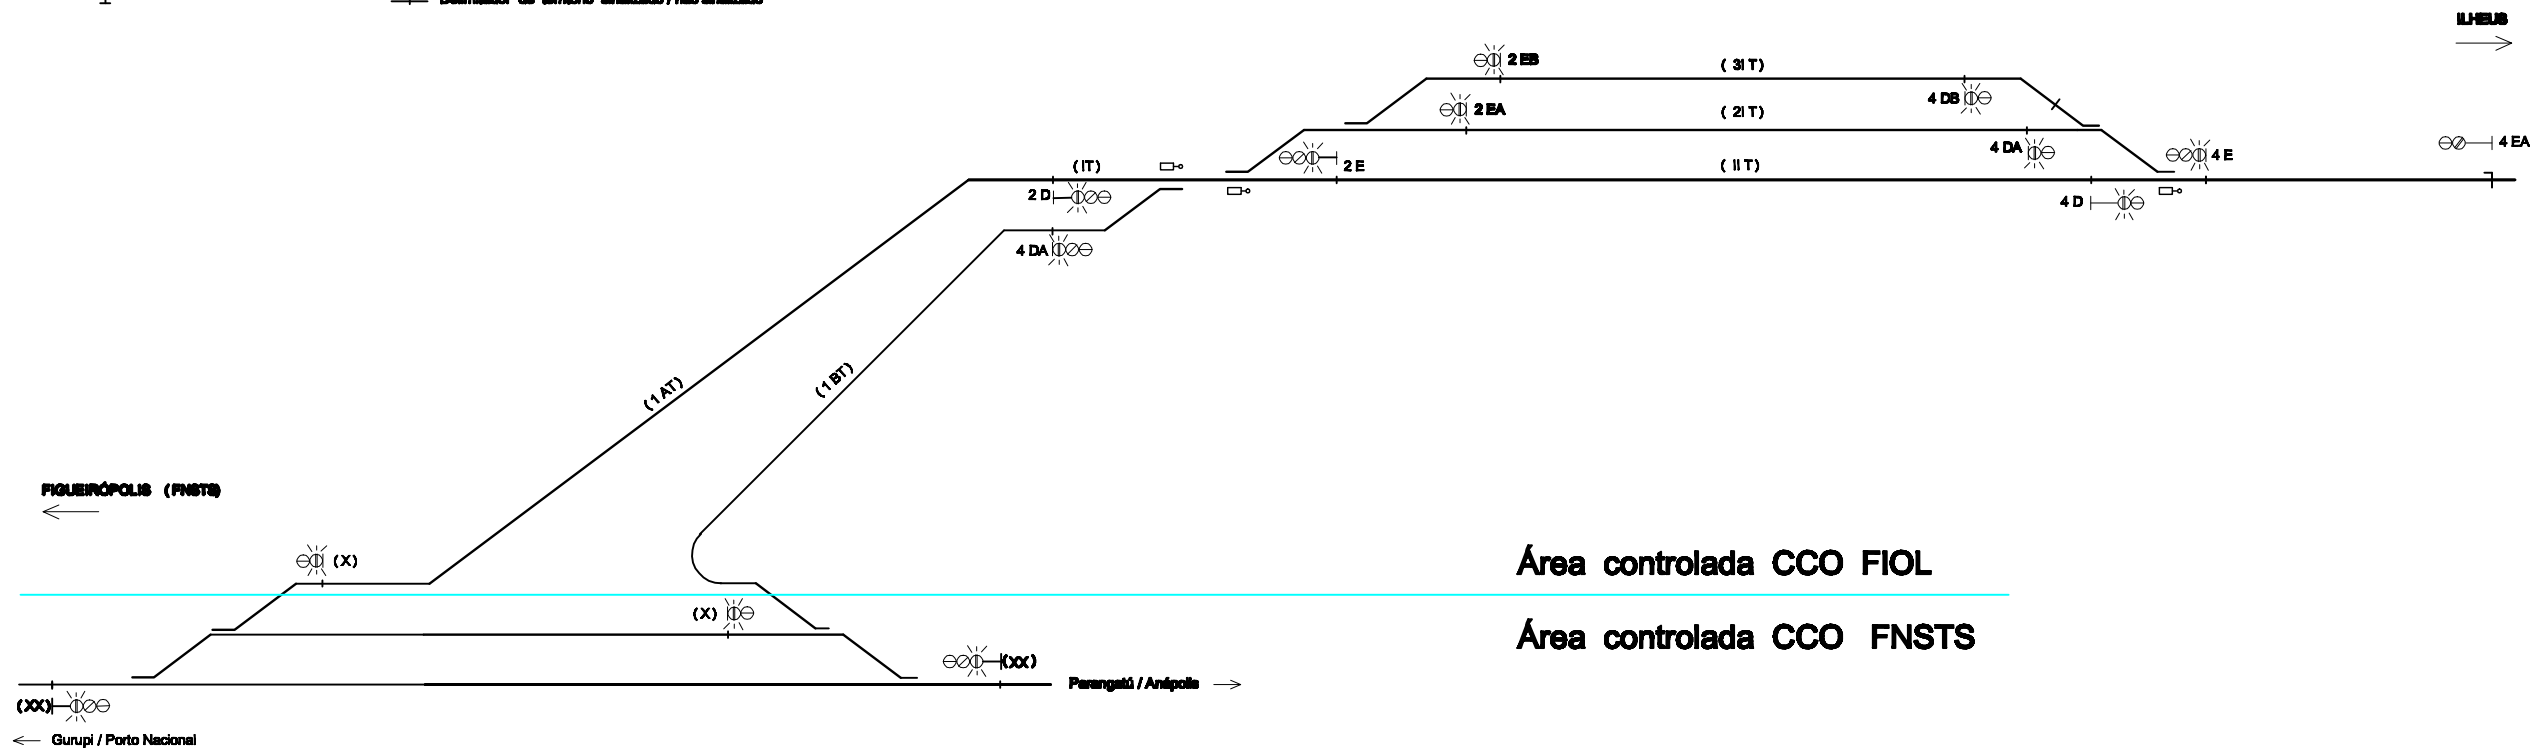 ILHEUS
2 EB
( 3I T)
4 DB
2 EA
( 2I T)
4 DA
4 E
4 EA
(IT)
2 E
( II T)
2 D
4 D
4 DA
(1 AT)
(1 BT)
FIGUEIRÓPOLIS (FNSTS)
(X)
Área controlada CCO FIOL
(X)
Área controlada CCO FNSTS
(XX)
Parangatú / Anápolis
(XX)
Gurupi / Porto Nacional